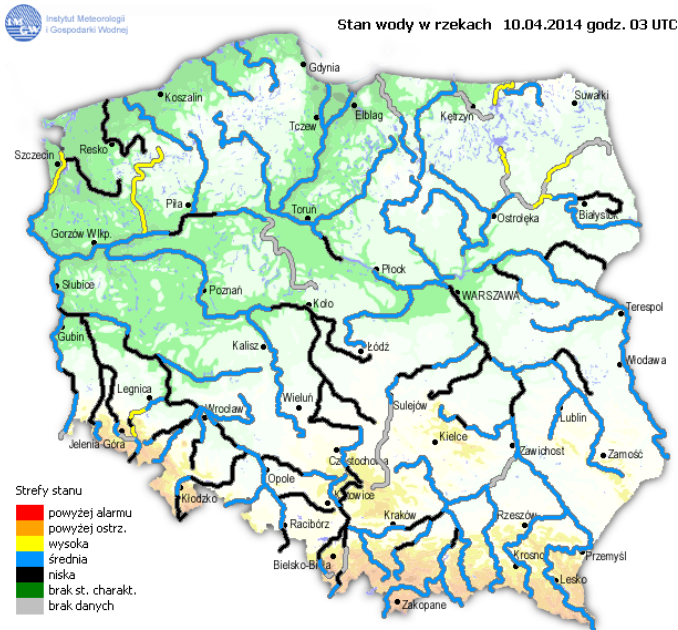 IMGW
Instytut Meteorologii
i Gospodarki Wodnej
Stan wody w rzekach 10.04.2014 godz. 03 UTC
Gdynia
Koszalin
Suwałki
Tczew
Elbląg
Kętrzyn
Resko
Szczecin
Piła
Toruń
Ostrołęka
Białystok
Gorzów Wlkp.
Płock
Słubice
Poznań
Koło
WARSZAWA
Terespol
Gubin
Kalisz
Łódź
Włodawa
Legnica
Wieluń
Sulejów
Wrocław
Lublin
Jelenia Góra
Kielce
Zawichost
Zamość
Częstochowa
Opole
Kłodzko
Katowice
Racibórz
Kraków
Rzeszów
Bielsko-Biała
Krosno
Przemyśl
Lesko
Zakopane
Strefy stanu
powyżej alarmu
powyżej ostrz.
wysoka
średnia
niska
brak st. charakt.
brak danych